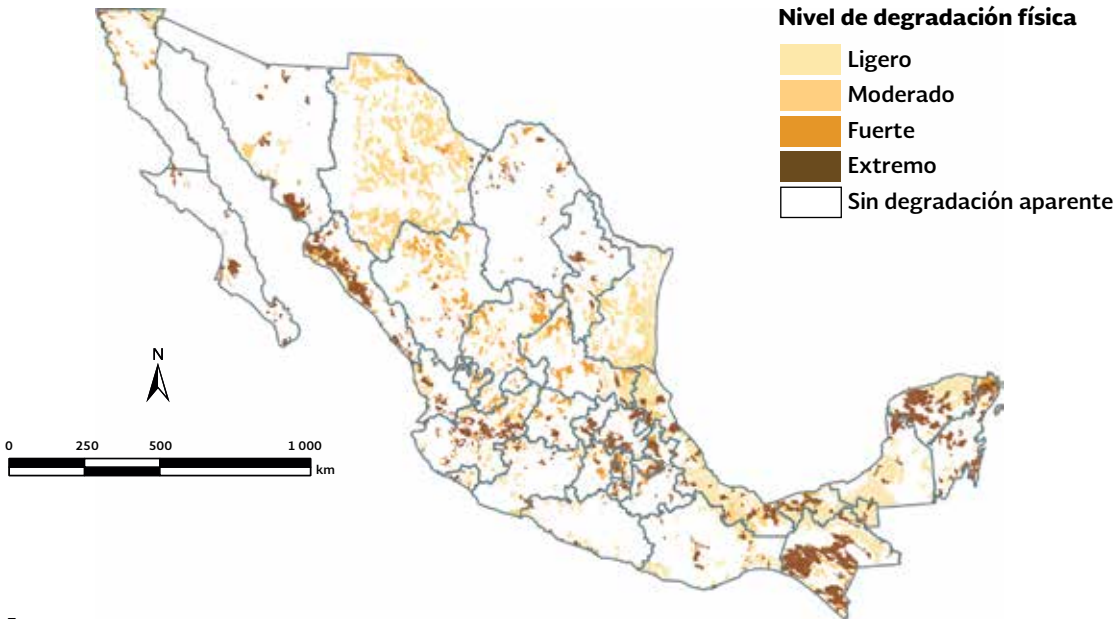 Nivel de degradación física
Ligero
Moderado
Fuerte
Extremo
Sin degradación aparente
N
0 250 500 1 000
km